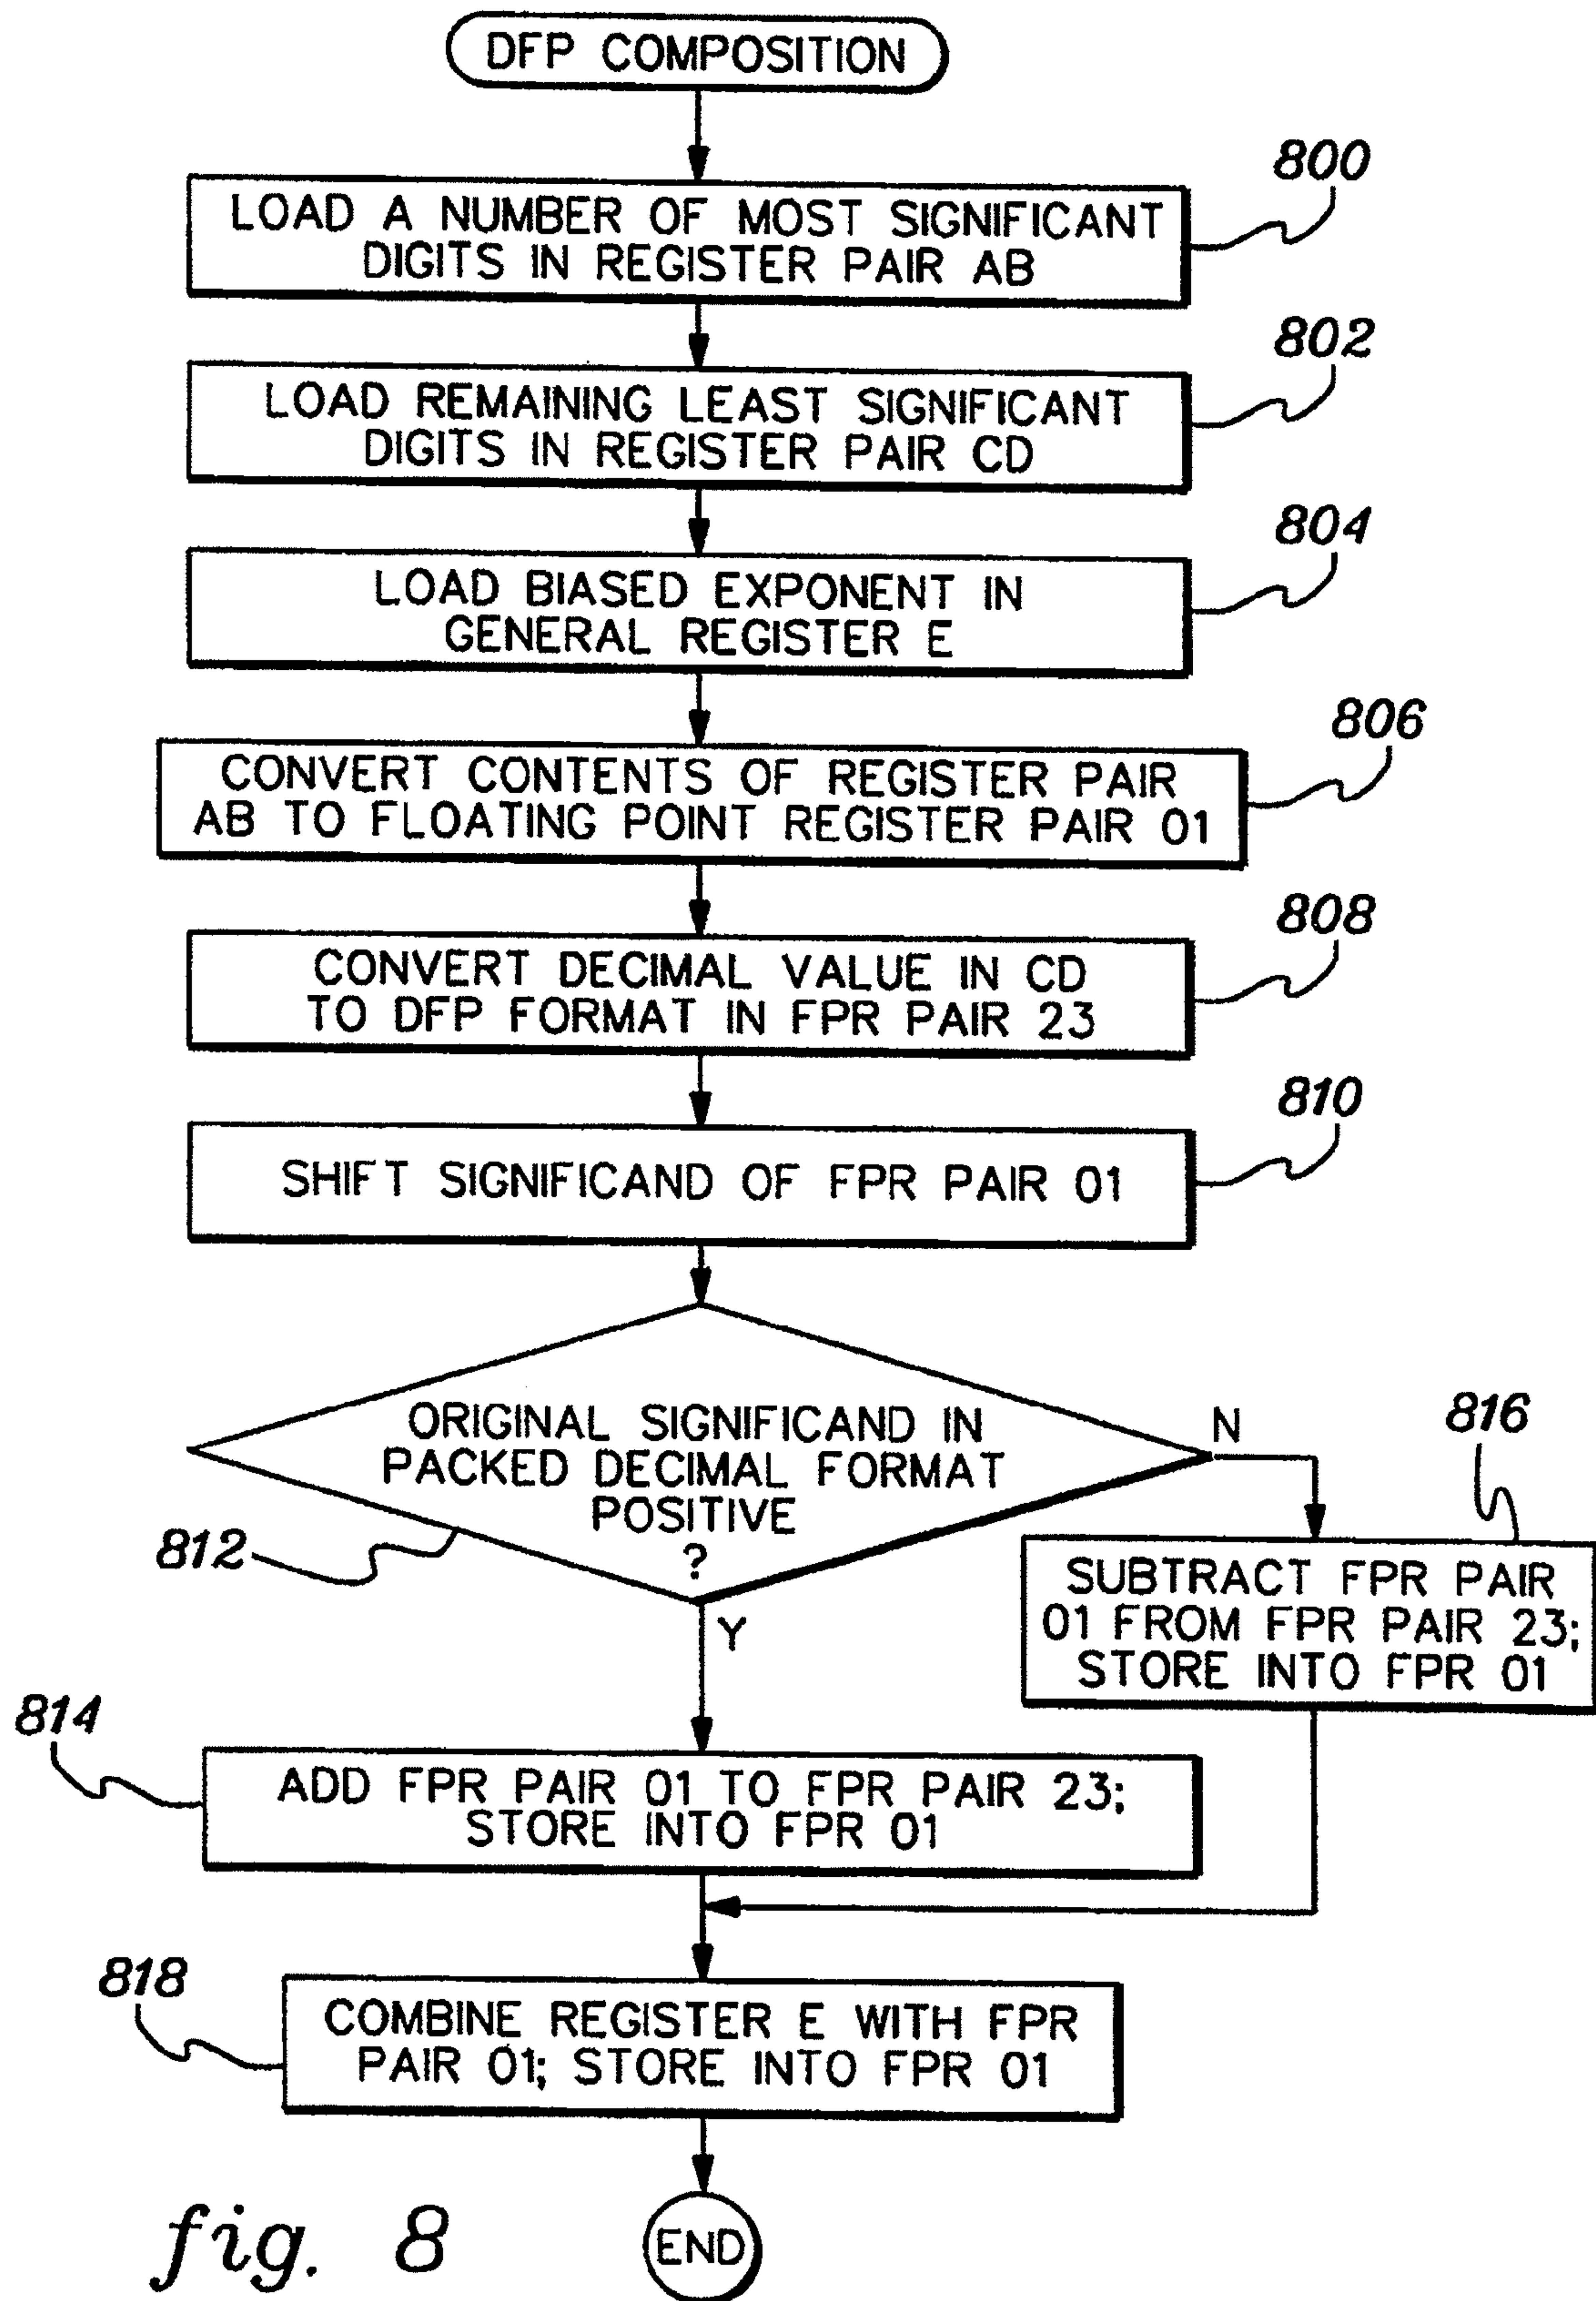 DFP COMPOSITION
800
LOAD A NUMBER OF MOST SIGNIFICANT
DIGITS IN REGISTER PAIR AB
802
LOAD REMAINING LEAST SIGNIFICANT
DIGITS IN REGISTER PAIR CD
804
LOAD BIASED EXPONENT IN
GENERAL REGISTER E
806
CONVERT CONTENTS OF REGISTER PAIR
AB TO FLOATING POINT REGISTER PAIR 01
808
CONVERT DECIMAL VALUE IN CD
TO DFP FORMAT IN FPR PAIR 23
810
SHIFT SIGNIFICAND OF FPR PAIR 01
ORIGINAL SIGNIFICAND IN
PACKED DECIMAL FORMAT
POSITIVE
?
812
N
816
SUBTRACT FPR PAIR
01 FROM FPR PAIR 23;
STORE INTO FPR 01
Y
814
ADD FPR PAIR 01 TO FPR PAIR 23;
STORE INTO FPR 01
818
COMBINE REGISTER E WITH FPR
PAIR 01; STORE INTO FPR 01
END
fig. 8